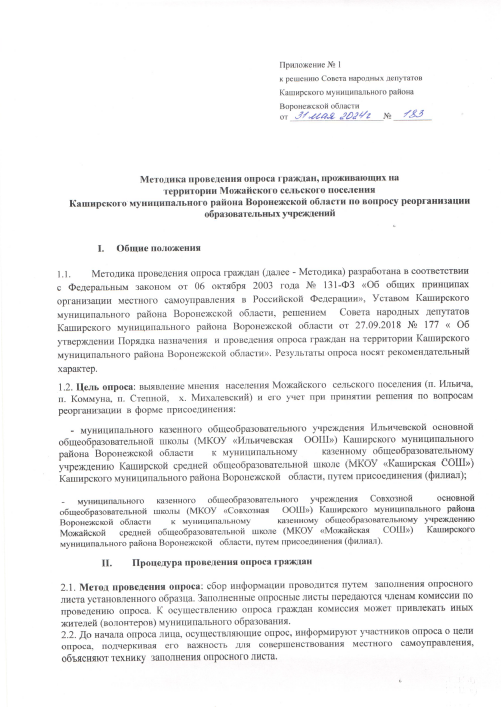 Приложение № 1
к решению Совета народных депутатов
Каширского муниципального района
Воронежской области
от 31 мая 2024г № 183
Методика проведения опроса граждан, проживающих на
территории Можайского сельского поселения
Каширского муниципального района Воронежской области по вопросу реорганизации
образовательных учреждений
I. Общие положения
1.1. Методика проведения опроса граждан (далее - Методика) разработана в соответствии
с Федеральным законом от 06 октября 2003 года № 131-ФЗ «Об общих принципах
организации местного самоуправления в Российской Федерации», Уставом Каширского
муниципального района Воронежской области, решением Совета народных депутатов
Каширского муниципального района Воронежской области от 27.09.2018 № 177 « Об
утверждении Порядка назначения и проведения опроса граждан на территории Каширского
муниципального района Воронежской области». Результаты опроса носят рекомендательный
характер.
1.2. Цель опроса: выявление мнения населения Можайского сельского поселения (п. Ильича,
п. Коммуна, п. Степной, х. Михалевский) и его учет при принятии решения по вопросам
реорганизации в форме присоединения:
- муниципального казенного общеобразовательного учреждения Ильичевской основной
общеобразовательной школы (МКОУ «Ильичевская ООШ») Каширского муниципального
района Воронежской области к муниципальному казенному общеобразовательному
учреждению Каширской средней общеобразовательной школе (МКОУ «Каширская СОШ»)
Каширского муниципального района Воронежской области, путем присоединения (филиал);
- муниципального казенного общеобразовательного учреждения Совхозной основной
общеобразовательной школы (МКОУ «Совхозная ООШ») Каширского муниципального района
Воронежской области к муниципальному казенному общеобразовательному учреждению
Можайской средней общеобразовательной школе (МКОУ «Можайская СОШ») Каширского
муниципального района Воронежской области, путем присоединения (филиал).
II. Процедура проведения опроса граждан
2.1. Метод проведения опроса: сбор информации проводится путем заполнения опросного
листа установленного образца. Заполненные опросные листы передаются членам комиссии по
проведению опроса. К осуществлению опроса граждан комиссия может привлекать иных
жителей (волонтеров) муниципального образования.
2.2. До начала опроса лица, осуществляющие опрос, информируют участников опроса о цели
опроса, подчеркивая его важность для совершенствования местного самоуправления,
объясняют технику заполнения опросного листа.